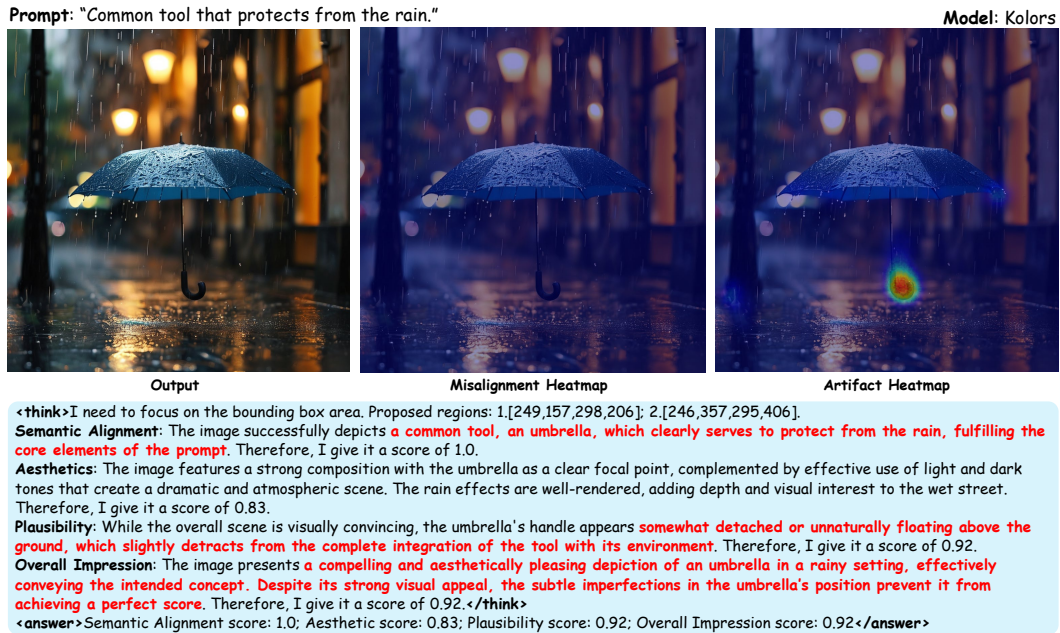 Prompt: “Common tool that protects from the rain.”
Model: Kolors
Output
Misalignment Heatmap
Artifact Heatmap
<think>I need to focus on the bounding box area. Proposed regions: 1.[249,157,298,206]; 2.[246,357,295,406].
Semantic Alignment: The image successfully depicts a common tool, an umbrella, which clearly serves to protect from the rain, fulfilling the
core elements of the prompt. Therefore, I give it a score of 1.0.
Aesthetics: The image features a strong composition with the umbrella as a clear focal point, complemented by effective use of light and dark
tones that create a dramatic and atmospheric scene. The rain effects are well-rendered, adding depth and visual interest to the wet street.
Therefore, I give it a score of 0.83.
Plausibility: While the overall scene is visually convincing, the umbrella's handle appears somewhat detached or unnaturally floating above the
ground, which slightly detracts from the complete integration of the tool with its environment. Therefore, I give it a score of 0.92.
Overall Impression: The image presents a compelling and aesthetically pleasing depiction of an umbrella in a rainy setting, effectively
conveying the intended concept. Despite its strong visual appeal, the subtle imperfections in the umbrella’s position prevent it from
achieving a perfect score. Therefore, I give it a score of 0.92.</think>
<answer>Semantic Alignment score: 1.0; Aesthetic score: 0.83; Plausibility score: 0.92; Overall Impression score: 0.92</answer>